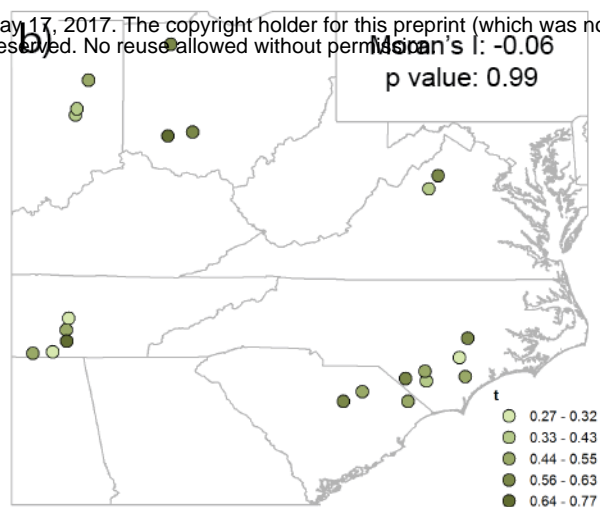 ay 17, 2017. The copyright holder for this preprint (which was no
eserved. No reuse allowed without permission.
b)
Moran's I: -0.06
p value: 0.99
t
0.27 - 0.32
0.33 - 0.43
0.44 - 0.55
0.56 - 0.63
0.64 - 0.77